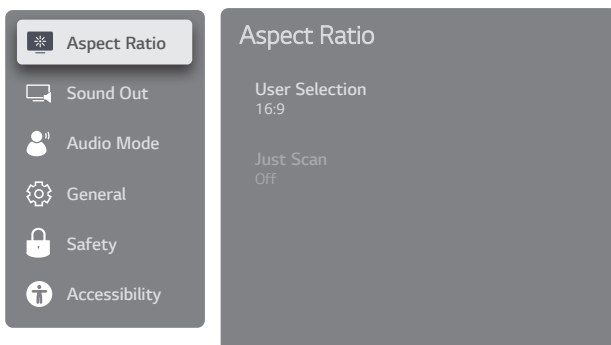 Aspect Ratio
Sound Out
Audio Mode
General
Safety
Accessibility
Aspect Ratio
User Selection
16:9
Just Scan
Off